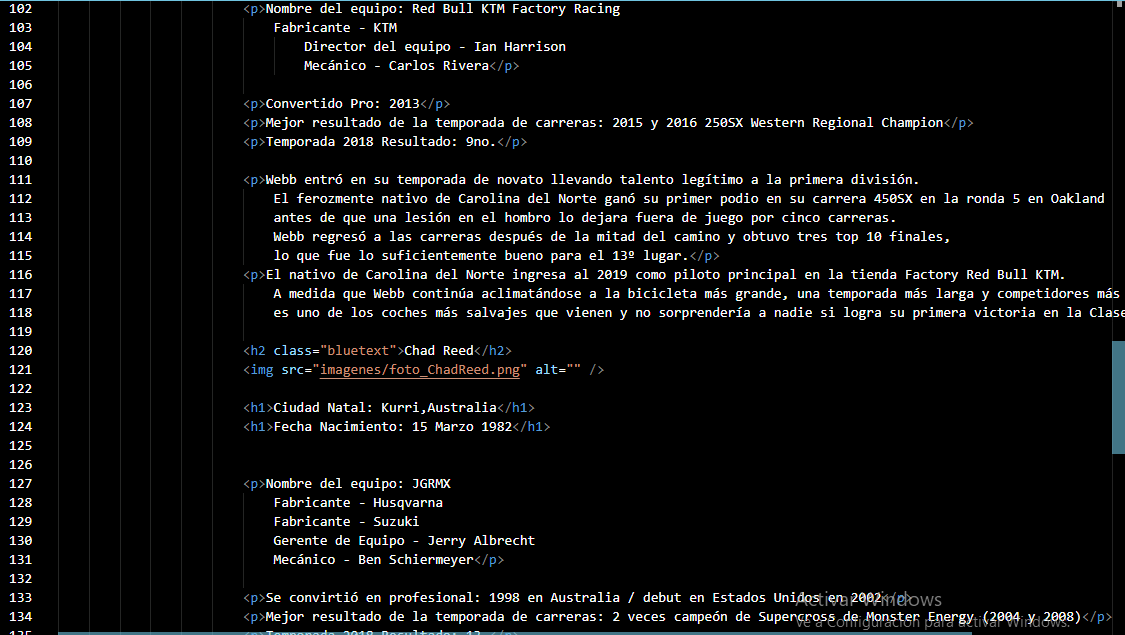 102 <p>Nombre del equipo: Red Bull KTM Factory Racing
103 Fabricante - KTM
104 Director del equipo - Ian Harrison
105 Mecánico - Carlos Rivera</p>
106
107 <p>Convertido Pro: 2013</p>
108 <p>Mejor resultado de la temporada de carreras: 2015 y 2016 250SX Western Regional Champion</p>
109 <p>Temporada 2018 Resultado: 9no.</p>
110
111 <p>Webb entró en su temporada de novato llevando talento legítimo a la primera división.
112 El ferozmente nativo de Carolina del Norte ganó su primer podio en su carrera 450SX en la ronda 5 en Oakland
113 antes de que una lesión en el hombro lo dejara fuera de juego por cinco carreras.
114 Webb regresó a las carreras después de la mitad del camino y obtuvo tres top 10 finales,
115 lo que fue lo suficientemente bueno para el 13º lugar.</p>
116 <p>El nativo de Carolina del Norte ingresa al 2019 como piloto principal en la tienda Factory Red Bull KTM.
117 A medida que Webb continúa aclimatándose a la bicicleta más grande, una temporada más larga y competidores más
118 es uno de los coches más salvajes que vienen y no sorprendería a nadie si logra su primera victoria en la Clase
119
120 <h2 class="bluetext">Chad Reed</h2>
121 <img src="imagenes/foto_ChadReed.png" alt="" />
122
123 <h1>Ciudad Natal: Kurri,Australia</h1>
124 <h1>Fecha Nacimiento: 15 Marzo 1982</h1>
125
126
127 <p>Nombre del equipo: JGRMX
128 Fabricante - Husqvarna
129 Fabricante - Suzuki
130 Gerente de Equipo - Jerry Albrecht
131 Mecánico - Ben Schiermeyer</p>
132
133 <p>Se convirtió en profesional: 1998 en Australia / debut en Estados Unidos en 2002.</p>
Activar Windows
134 <p>Mejor resultado de la temporada de carreras: 2 veces campeón de Supercross de Monster Energy (2004 y 2008)</p>
Ve a Configuración para activar Windows.
135 <p>Temporada 2018 Resultado: 13.</p>